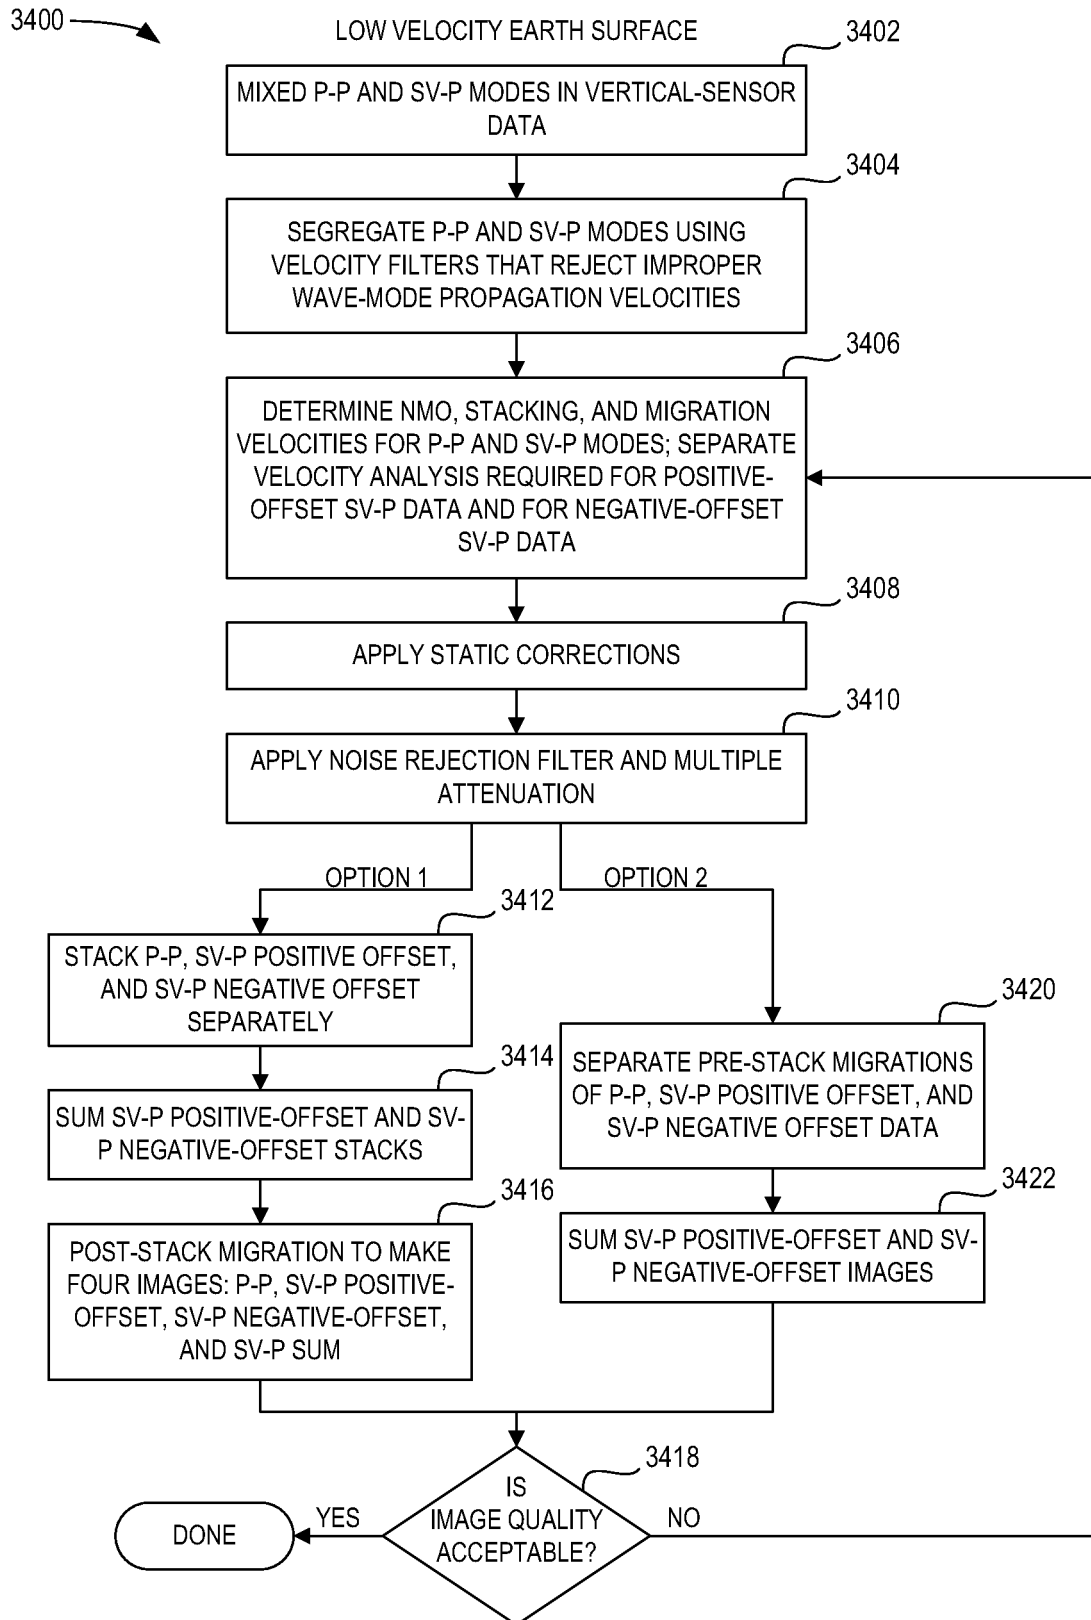 3400
LOW VELOCITY EARTH SURFACE
3402
MIXED P-P AND SV-P MODES IN VERTICAL-SENSOR
DATA
3404
SEGREGATE P-P AND SV-P MODES USING
VELOCITY FILTERS THAT REJECT IMPROPER
WAVE-MODE PROPAGATION VELOCITIES
3406
DETERMINE NMO, STACKING, AND MIGRATION
VELOCITIES FOR P-P AND SV-P MODES; SEPARATE
VELOCITY ANALYSIS REQUIRED FOR POSITIVE-
OFFSET SV-P DATA AND FOR NEGATIVE-OFFSET
SV-P DATA
3408
APPLY STATIC CORRECTIONS
3410
APPLY NOISE REJECTION FILTER AND MULTIPLE
ATTENUATION
OPTION 1
3412
STACK P-P, SV-P POSITIVE OFFSET,
AND SV-P NEGATIVE OFFSET
SEPARATELY
3414
SUM SV-P POSITIVE-OFFSET AND SV-
P NEGATIVE-OFFSET STACKS
3416
POST-STACK MIGRATION TO MAKE
FOUR IMAGES: P-P, SV-P POSITIVE-
OFFSET, SV-P NEGATIVE-OFFSET,
AND SV-P SUM
OPTION 2
3420
SEPARATE PRE-STACK MIGRATIONS
OF P-P, SV-P POSITIVE OFFSET, AND
SV-P NEGATIVE OFFSET DATA
3422
SUM SV-P POSITIVE-OFFSET AND SV-
P NEGATIVE-OFFSET IMAGES
3418
IS
IMAGE QUALITY
ACCEPTABLE?
YES
DONE
NO